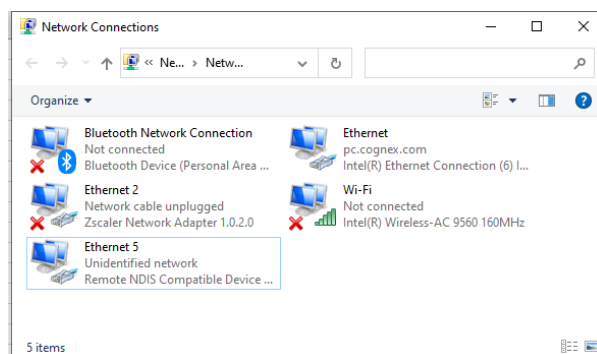 Network Connections
« Ne... › Netw...
Organize
Bluetooth Network Connection
Not connected
Bluetooth Device (Personal Area ...
Ethernet
pc.cognex.com
Intel(R) Ethernet Connection (6) I...
Ethernet 2
Network cable unplugged
Zscaler Network Adapter 1.0.2.0
Wi-Fi
Not connected
Intel(R) Wireless-AC 9560 160MHz
Ethernet 5
Unidentified network
Remote NDIS Compatible Device ...
5 items